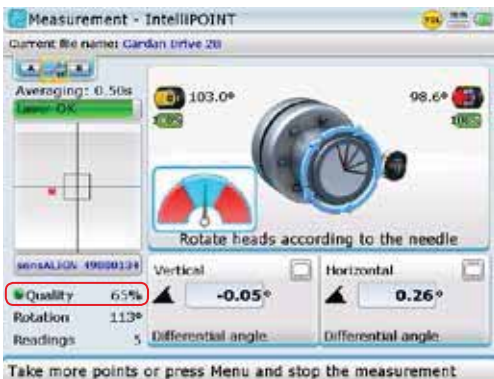 Measurement - IntelliPOINT
Current file name: Cardan Drive 20
A B
Averaging: 0.50s
Laser OK
103.0°
98.6°
Rotate heads according to the needle
sensALIGN 49000134
Quality 65%
Rotation 113°
Readings 5
Vertical
-0.05°
Differential angle
Horizontal
0.26°
Differential angle
Take more points or press Menu and stop the measurement